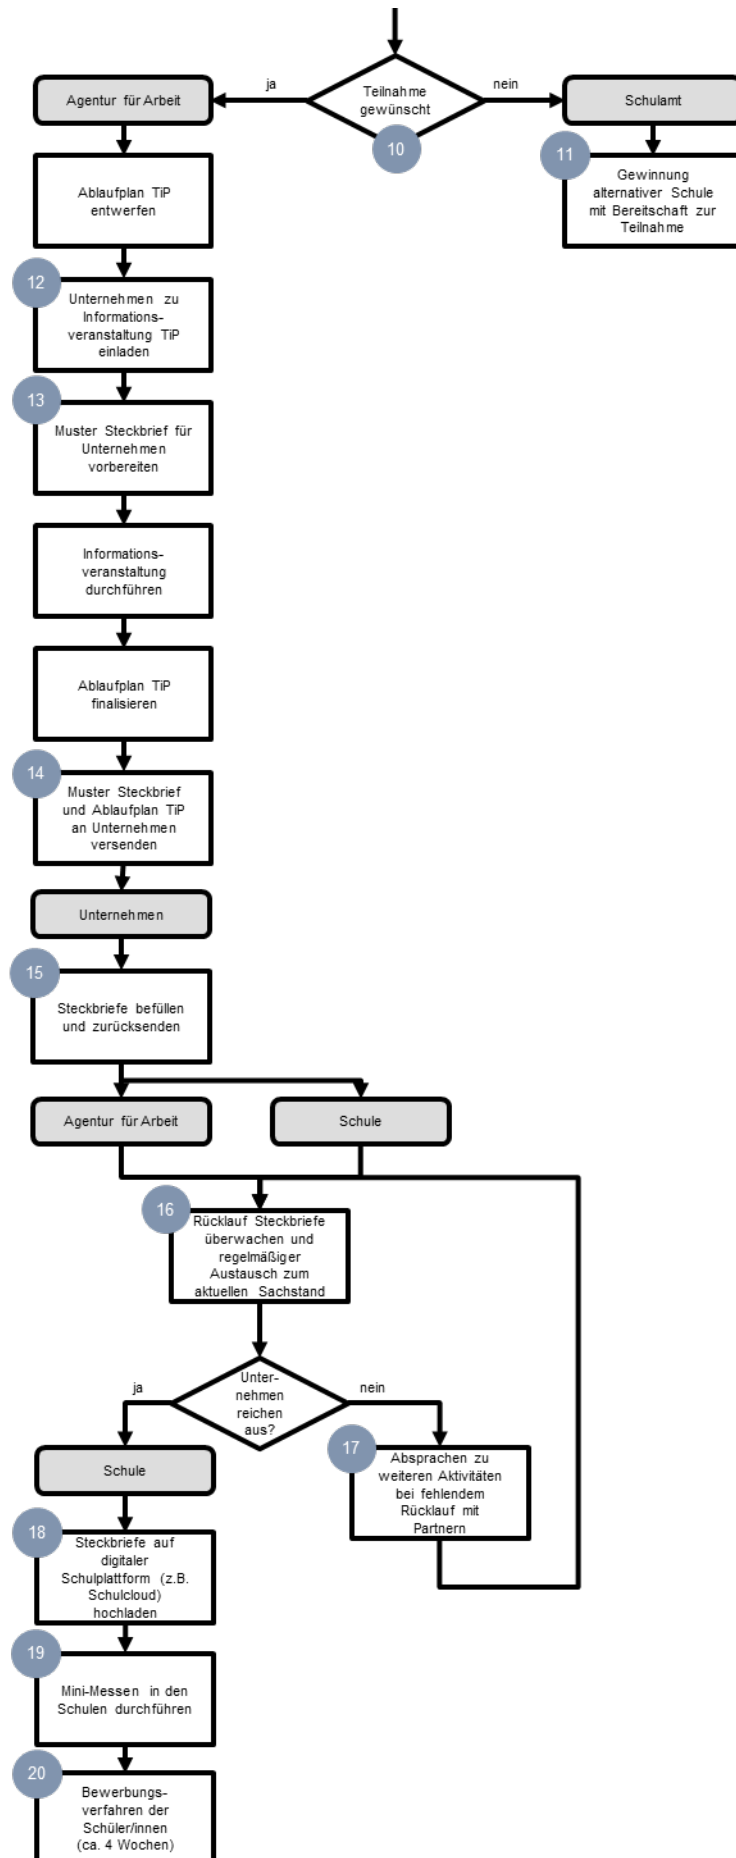 ja
Teilnahme
gewünscht
nein
10
Agentur für Arbeit
Schulamt
11
Gewinnung
alternativer Schule
mit Bereitschaft zur
Teilnahme
Ablaufplan TiP
entwerfen
12
Unternehmen zu
Informations-
veranstaltung TiP
einladen
13
Muster Steckbrief für
Unternehmen
vorbereiten
Informations-
veranstaltung
durchführen
Ablaufplan TiP
finalisieren
14
Muster Steckbrief
und Ablaufplan TiP
an Unternehmen
versenden
Unternehmen
15
Steckbriefe befüllen
und zurücksenden
Agentur für Arbeit
Schule
16
Rücklauf Steckbriefe
überwachen und
regelmäßiger
Austausch zum
aktuellen Sachstand
ja
Unter-
nehmen
reichen
aus?
nein
Schule
17
Absprachen zu
weiteren Aktivitäten
bei fehlendem
Rücklauf mit
Partnern
18
Steckbriefe auf
digitaler
Schulplattform (z.B.
Schulcloud)
hochladen
19
Mini-Messen in den
Schulen durchführen
20
Bewerbungs-
verfahren der
Schüler/innen
(ca. 4 Wochen)